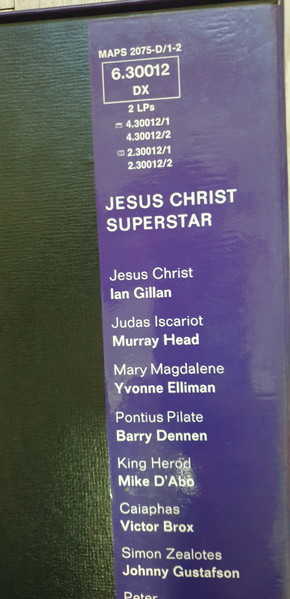 MAPS 2075-D/1-2
6.30012
DX
2 LPs
4.30012/1
4.30012/2
2.30012/1
2.30012/2
JESUS CHRIST
SUPERSTAR
Jesus Christ
Ian Gillan
Judas Iscariot
Murray Head
Mary Magdalene
Yvonne Elliman
Pontius Pilate
Barry Dennen
King Herod
Mike D'Abo
Caiaphas
Victor Brox
Simon Zealotes
Johnny Gustafson
Peter